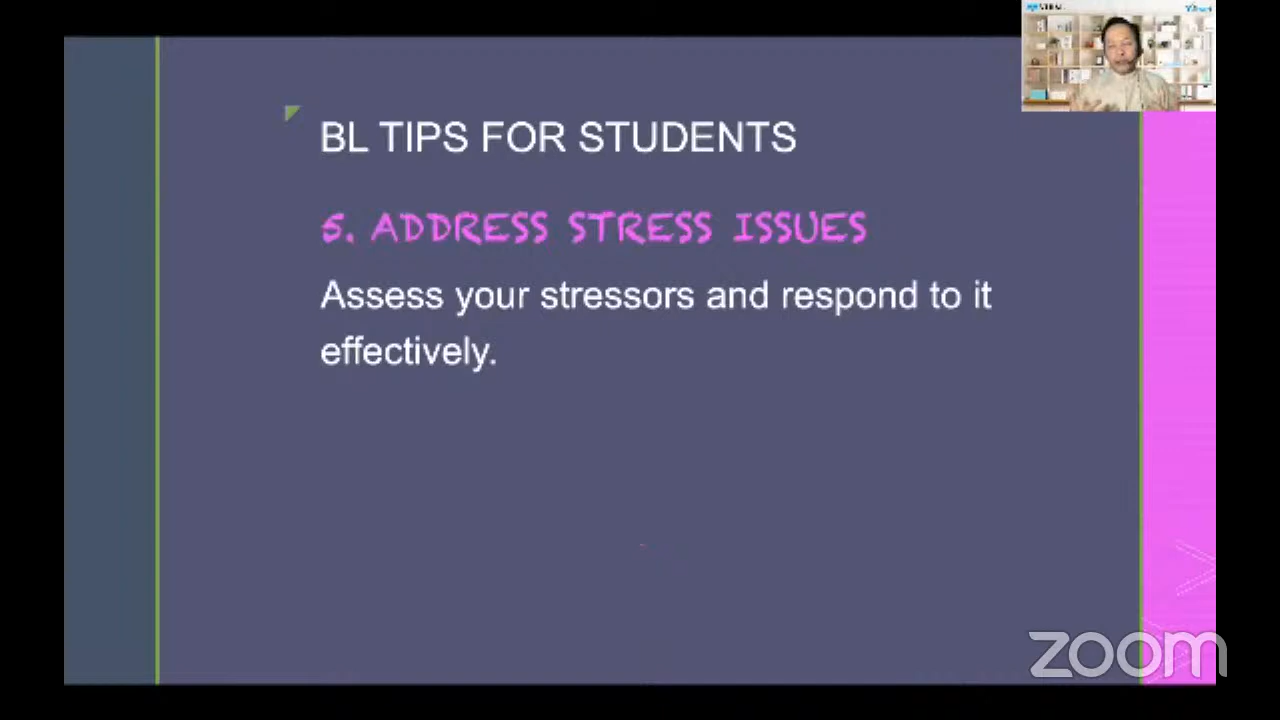 BL TIPS FOR STUDENTS
5. ADDRESS STRESS ISSUES
Assess your stressors and respond to it
effectively.
zoom